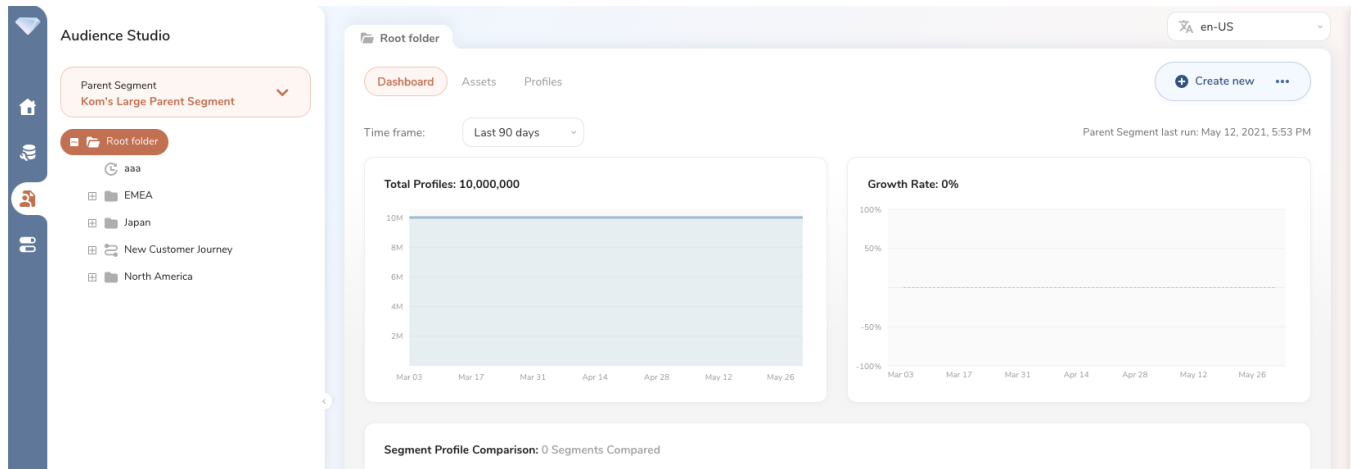 Audience Studio
Parent Segment
Kom's Large Parent Segment
Root folder
aaa
EMEA
Japan
New Customer Journey
North America
Root folder
en-US
Dashboard Assets Profiles
Create new
Time frame: Last 90 days
Parent Segment last run: May 12, 2021, 5:53 PM
Total Profiles: 10,000,000
10M
8M
6M
4M
2M
Mar 03 Mar 17 Mar 31 Apr 14 Apr 28 May 12 May 26
Growth Rate: 0%
100%
50%
-50%
-100%
Mar 03 Mar 17 Mar 31 Apr 14 Apr 28 May 12 May 26
Segment Profile Comparison: 0 Segments Compared